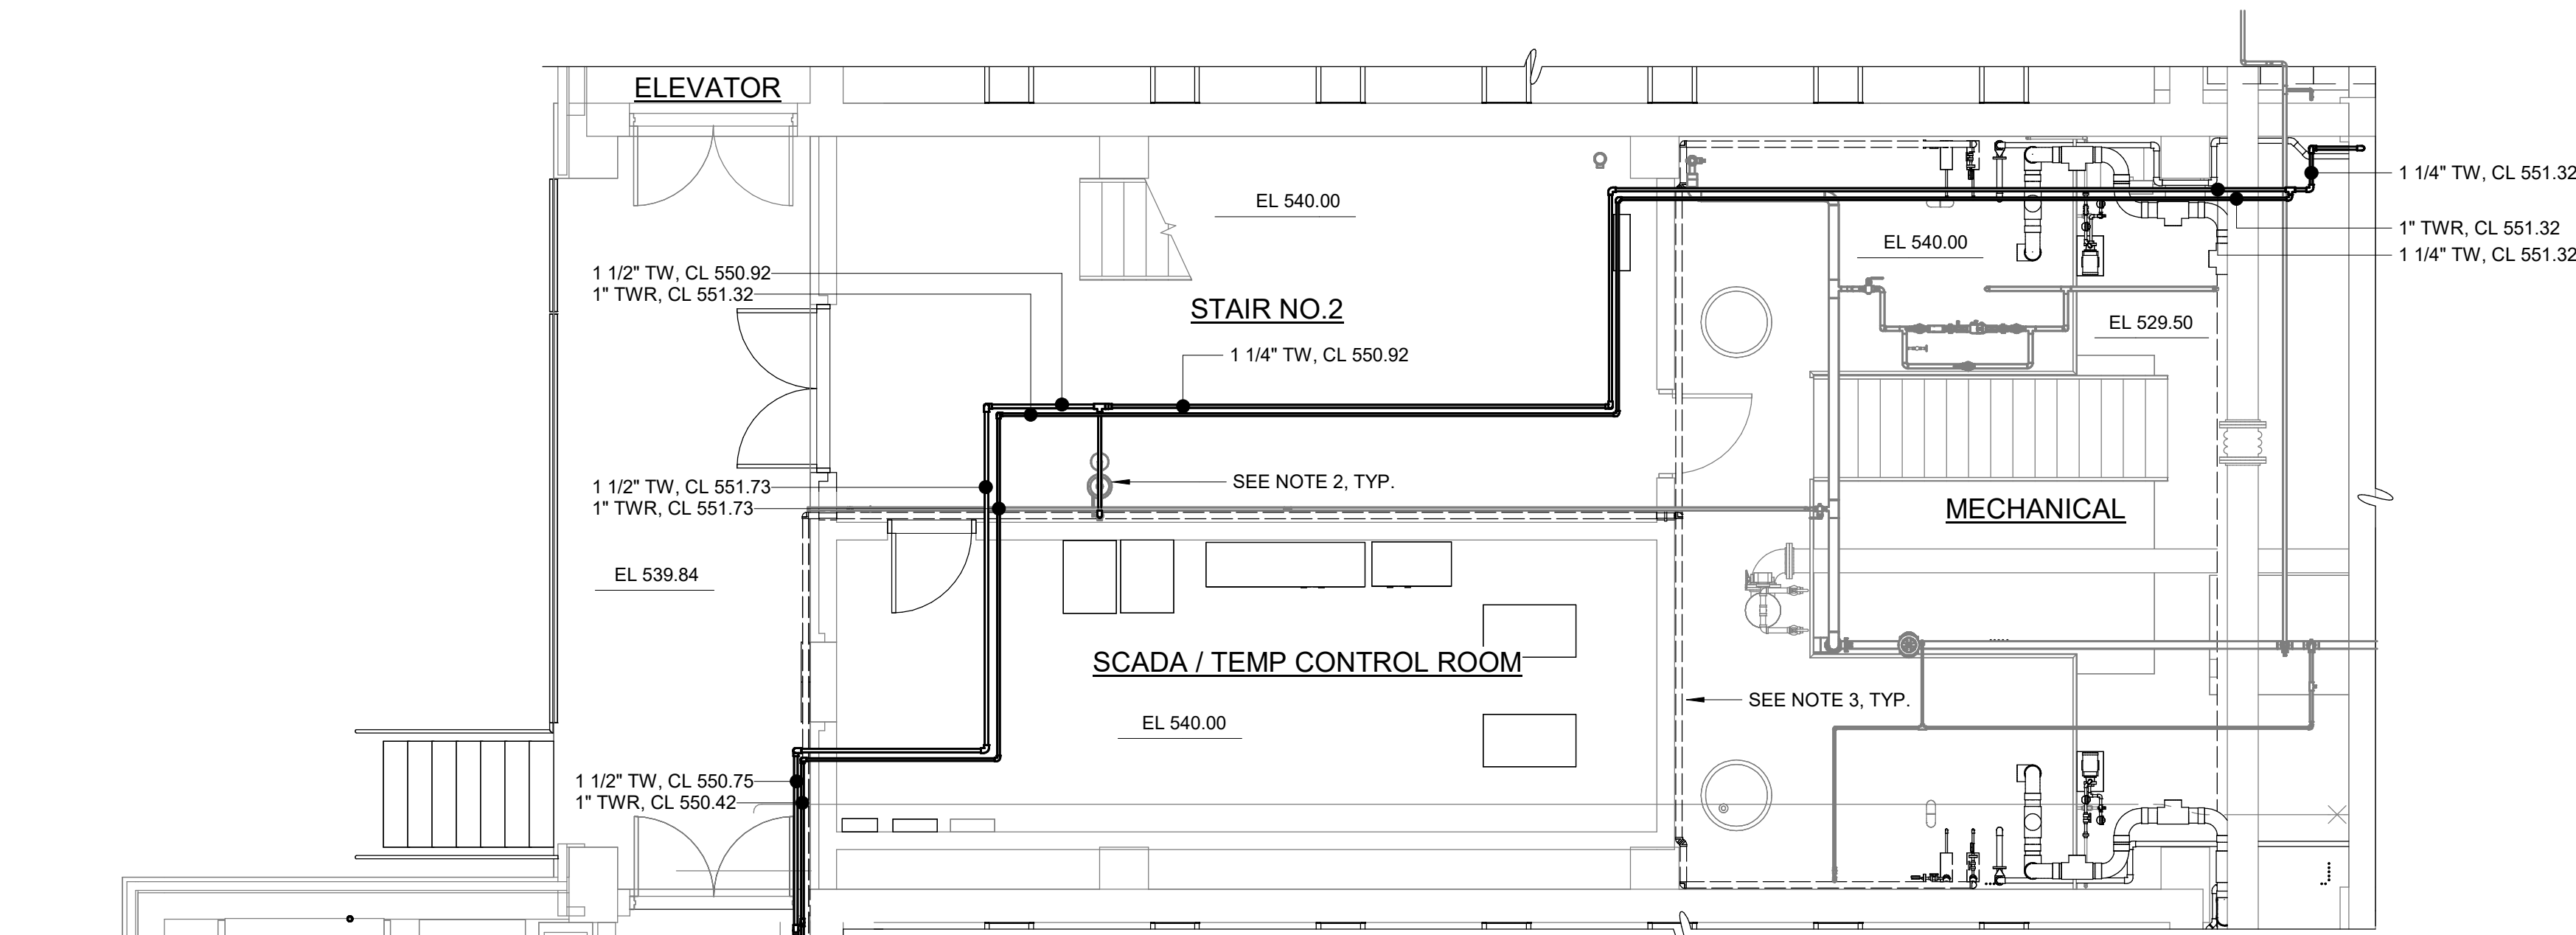 ELEVATOR
1 1/4" TW, CL 551.32
EL 540.00
1" TWR, CL 551.32
EL 540.00
1 1/4" TW, CL 551.32
1 1/2" TW, CL 550.92
1" TWR, CL 551.32
STAIR NO.2
EL 529.50
1 1/4" TW, CL 550.92
SEE NOTE 2, TYP.
1 1/2" TW, CL 551.73
1" TWR, CL 551.73
MECHANICAL
EL 539.84
SCADA / TEMP CONTROL ROOM
SEE NOTE 3, TYP.
EL 540.00
1 1/2" TW, CL 550.75
1" TWR, CL 550.42